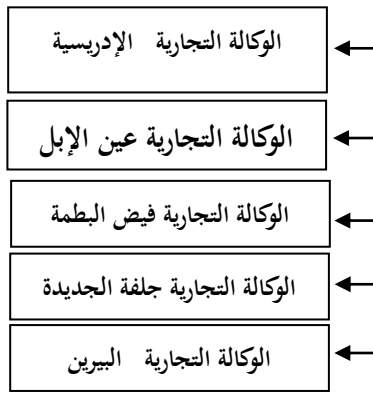 الوكالة التجارية الإدريسية
الوكالة التجارية عين الإبل
الوكالة التجارية فيض البطمة
الوكالة التجارية جلفة الجديدة
الوكالة التجارية البيرين